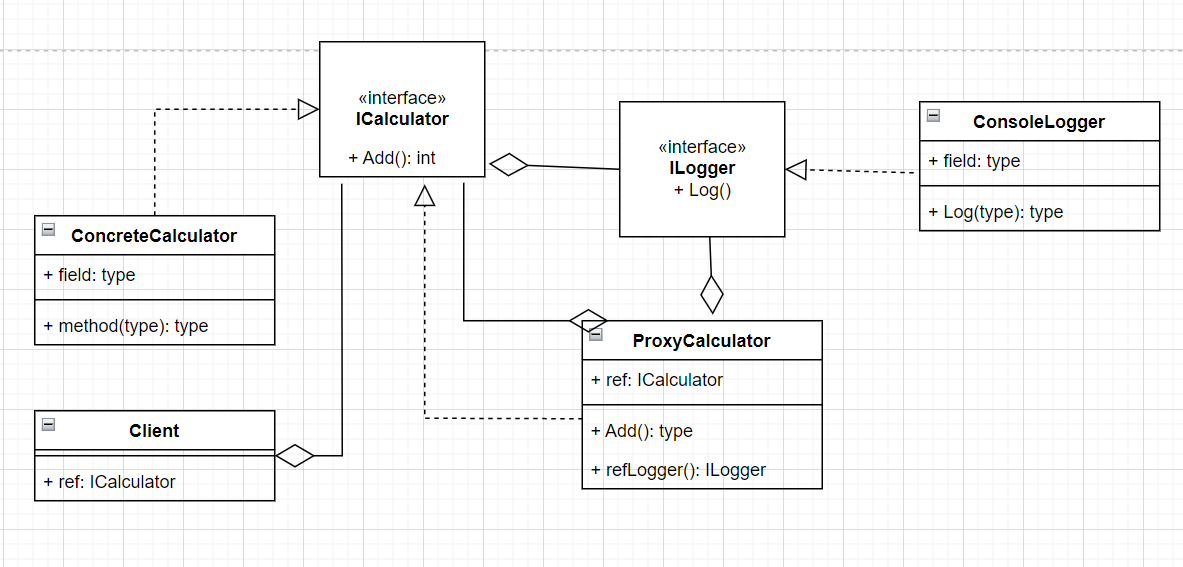 «interface»
ICalculator
+ Add(): int
«interface»
ILogger
+ Log()
ConsoleLogger
+ field: type
+ Log(type): type
ConcreteCalculator
+ field: type
+ method(type): type
ProxyCalculator
+ ref: ICalculator
+ Add(): type
+ refLogger(): ILogger
Client
+ ref: ICalculator